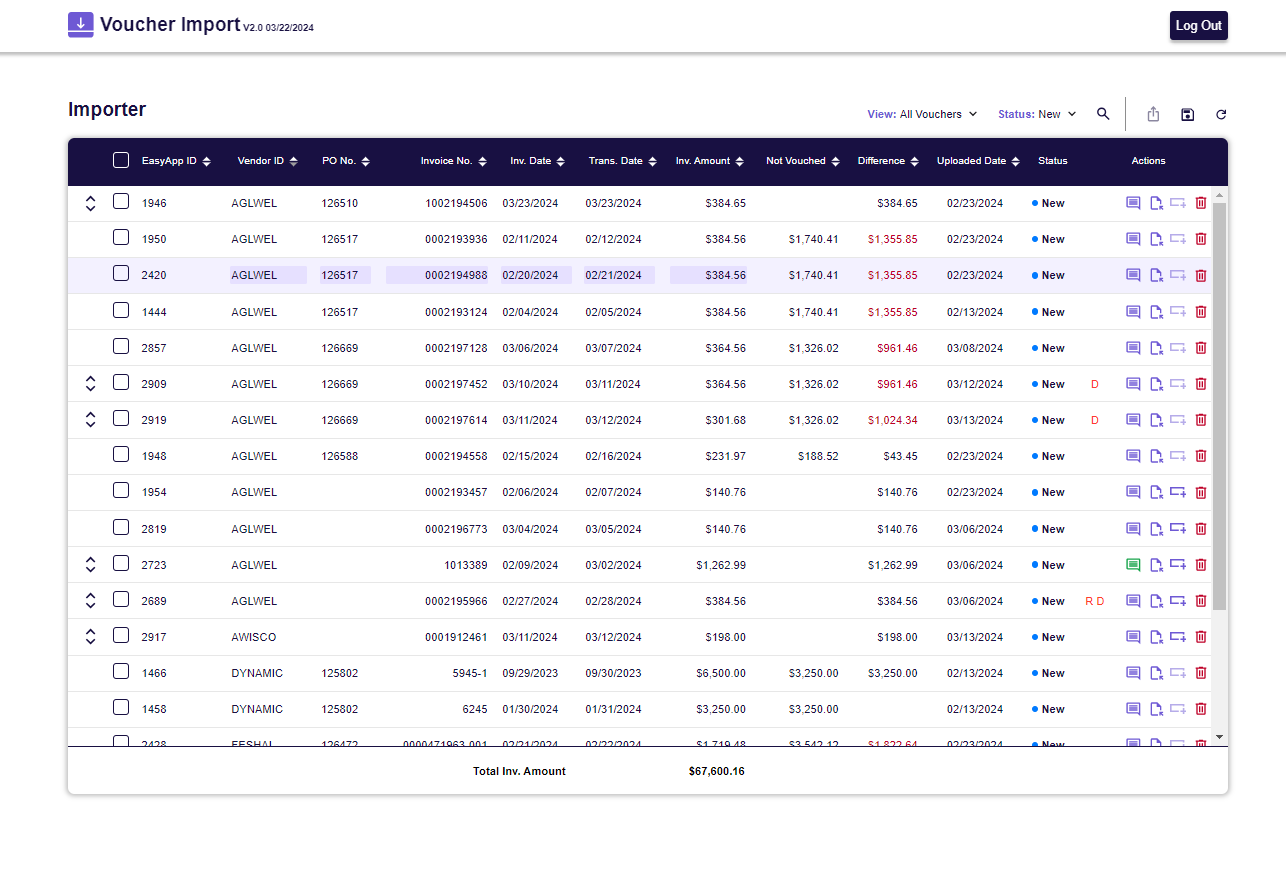 Voucher Import V2.0 03/22/2024
Log Out
Importer
View: All Vouchers Status: New
EasyApp ID Vendor ID PO No. Invoice No. Inv. Date Trans. Date Inv. Amount Not Vouched Difference Uploaded Date Status Actions
1946 AGLWEL 126510 1002194506 03/23/2024 03/23/2024 $384.65 $384.65 02/23/2024 New
1950 AGLWEL 126517 0002193936 02/11/2024 02/12/2024 $384.56 $1,740.41 $1,355.85 02/23/2024 New
2420 AGLWEL 126517 0002194988 02/20/2024 02/21/2024 $384.56 $1,740.41 $1,355.85 02/23/2024 New
1444 AGLWEL 126517 0002193124 02/04/2024 02/05/2024 $384.56 $1,740.41 $1,355.85 02/13/2024 New
2857 AGLWEL 126669 0002197128 03/06/2024 03/07/2024 $364.56 $1,326.02 $961.46 03/08/2024 New
2909 AGLWEL 126669 0002197452 03/10/2024 03/11/2024 $364.56 $1,326.02 $961.46 03/12/2024 New D
2919 AGLWEL 126669 0002197614 03/11/2024 03/12/2024 $301.68 $1,326.02 $1,024.34 03/13/2024 New D
1948 AGLWEL 126588 0002194558 02/15/2024 02/16/2024 $231.97 $188.52 $43.45 02/23/2024 New
1954 AGLWEL 0002193457 02/06/2024 02/07/2024 $140.76 $140.76 02/23/2024 New
2819 AGLWEL 0002196773 03/04/2024 03/05/2024 $140.76 $140.76 03/06/2024 New
2723 AGLWEL 1013389 02/09/2024 03/02/2024 $1,262.99 $1,262.99 03/06/2024 New
2689 AGLWEL 0002195966 02/27/2024 02/28/2024 $384.56 $384.56 03/06/2024 New R D
2917 AWISCO 0001912461 03/11/2024 03/12/2024 $198.00 $198.00 03/13/2024 New
1466 DYNAMIC 125802 5945-1 09/29/2023 09/30/2023 $6,500.00 $3,250.00 $3,250.00 02/13/2024 New
1458 DYNAMIC 125802 6245 01/30/2024 01/31/2024 $3,250.00 $3,250.00 02/13/2024 New
2428 126472 0000471963-001 02/21/2024 02/22/2024 $1,719.48 $3,542.12 $1,822.64 02/23/2024 New
Total Inv. Amount $67,600.16